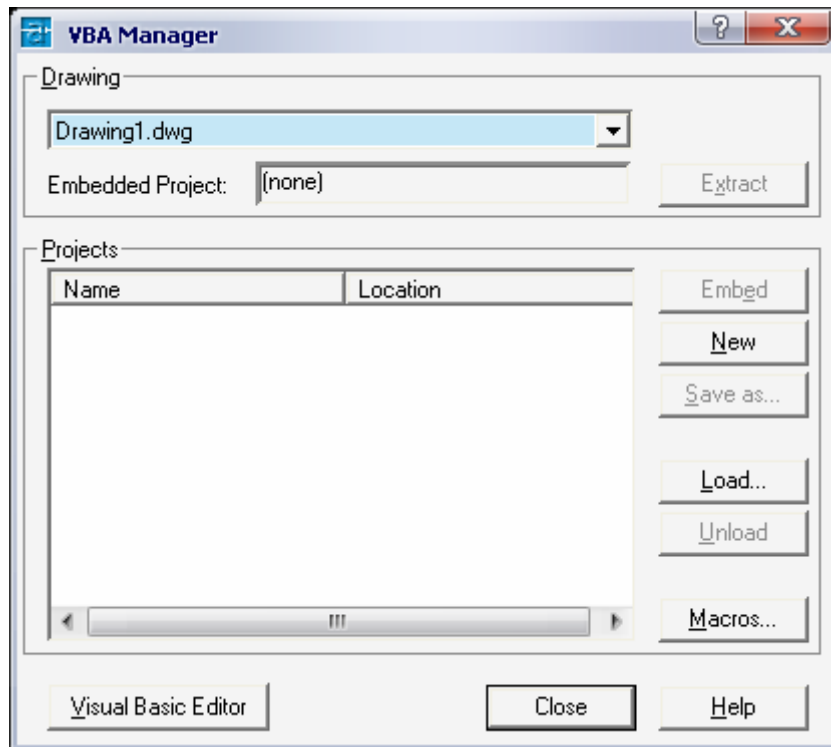 VBA Manager
Drawing
Drawing1.dwg
Embedded Project: (none) Extract
Projects
Name Location Embed
New
Save as...
Load...
Unload
Macros...
Visual Basic Editor Close Help